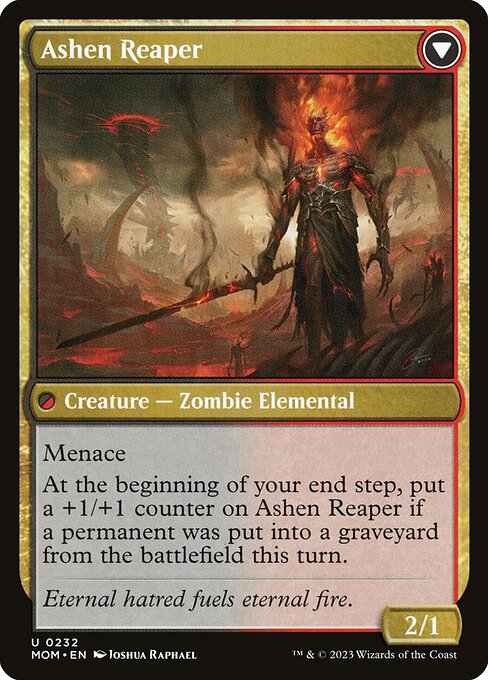 Ashen Reaper
Creature — Zombie Elemental
Menace
At the beginning of your end step, put
a +1/+1 counter on Ashen Reaper if
a permanent was put into a graveyard
from the battlefield this turn.
Eternal hatred fuels eternal fire.
2/1
U 0232
MOM • EN Joshua Raphael
™ & © 2023 Wizards of the Coast